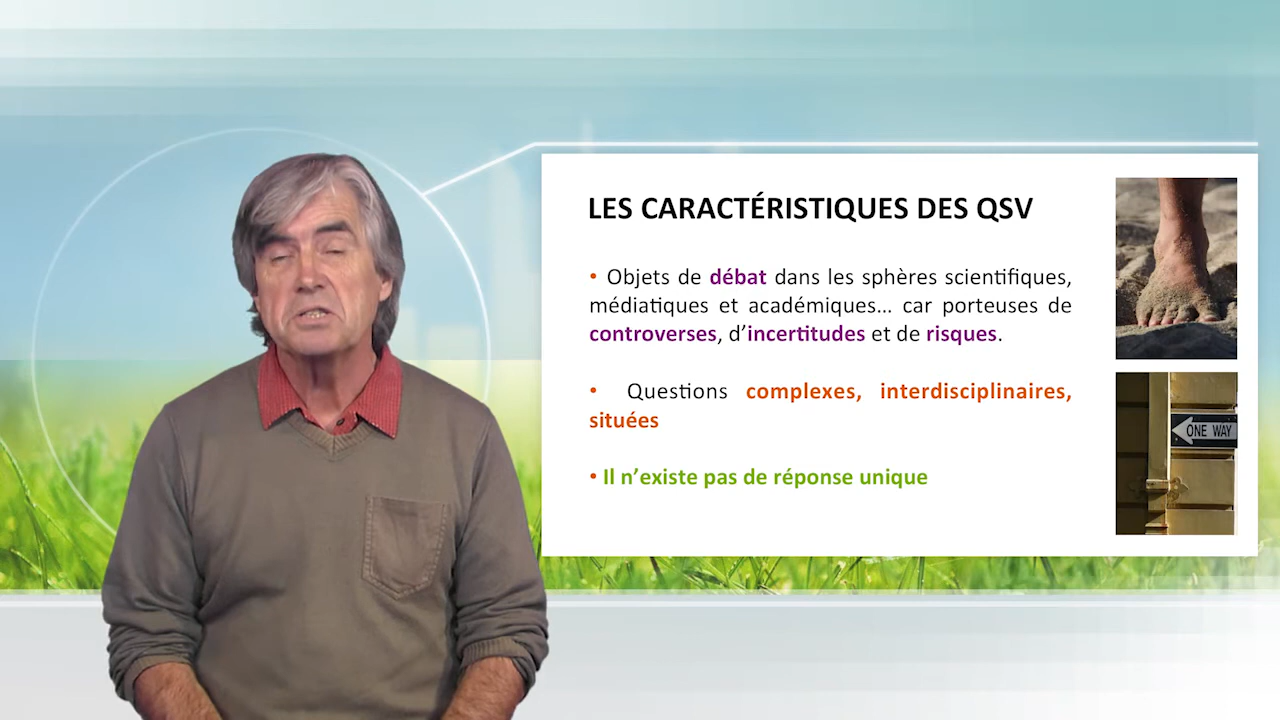 LES CARACTÉRISTIQUES DES QSV
• Objets de débat dans les sphères scientifiques,
médiatiques et académiques... car porteuses de
controverses, d’incertitudes et de risques.
• Questions complexes, interdisciplinaires,
situées
• Il n’existe pas de réponse unique
ONE WAY